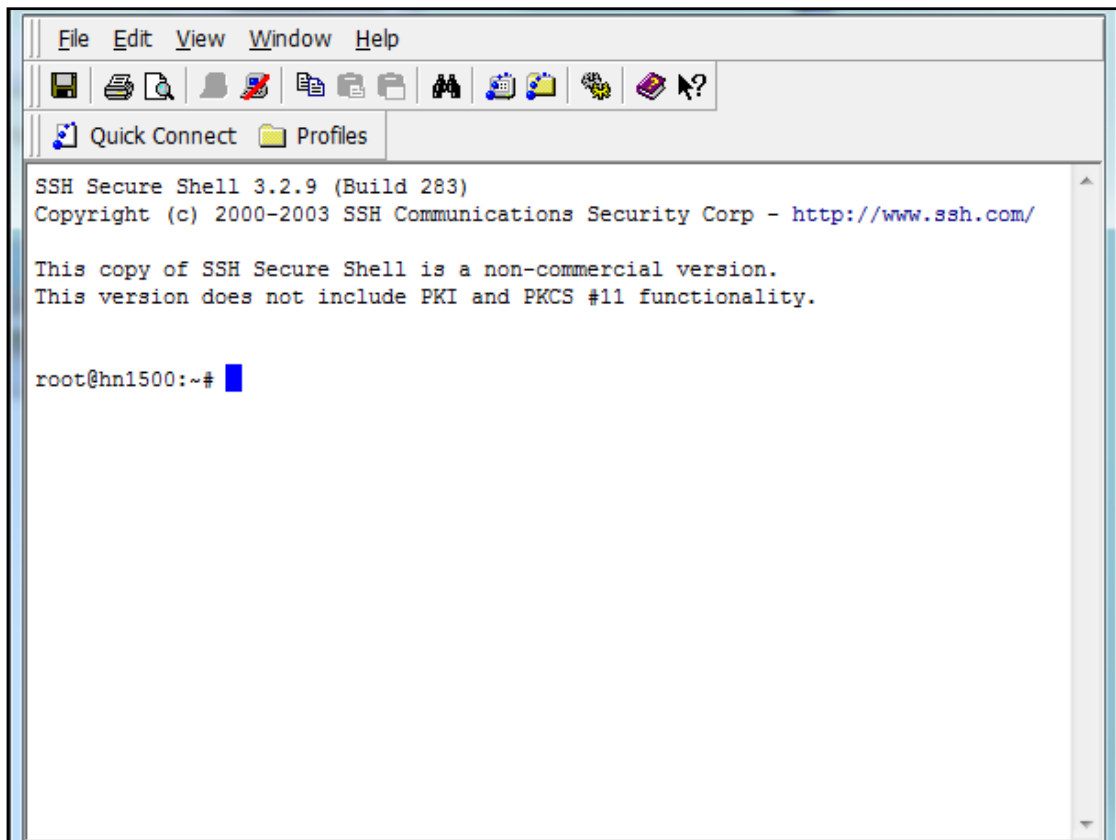 File Edit View Window Help
Quick Connect Profiles
SSH Secure Shell 3.2.9 (Build 283)
Copyright (c) 2000-2003 SSH Communications Security Corp - http://www.ssh.com/
This copy of SSH Secure Shell is a non-commercial version.
This version does not include PKI and PKCS #11 functionality.
root@hn1500:~#